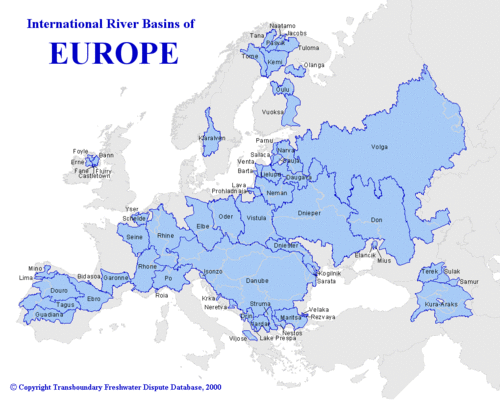 International River Basins of
EUROPE
Naatamo
Tana
Jacobs
Pasvik
Tuloma
Torne
Kemi
Olanga
Oulu
Vuoksa
Klaralven
Parnu
Narva
Volga
Salaca
Gauja
Venta
Foyle
Bann
Barta
Lielupe
Daugava
Erne
Fane
Flurry
Castletown
Lava
Prohladnaja
Neman
Yser
Schelde
Oder
Vistula
Dnieper
Don
Elbe
Seine
Rhine
Dniester
Elancik
Mius
Mino
Bidasoa
Garonne
Rhone
Po
Isonzo
Danube
Kogilnik
Sarata
Terek
Sulak
Samur
Lima
Douro
Ebro
Roia
Krka
Neretva
Struma
Velaka
Rezvaya
Kura-Araks
Tagus
Guadiana
Drin
Vardar
Maritsa
Nestos
Vijose
Lake Prespa
© Copyright Transboundary Freshwater Dispute Database, 2000